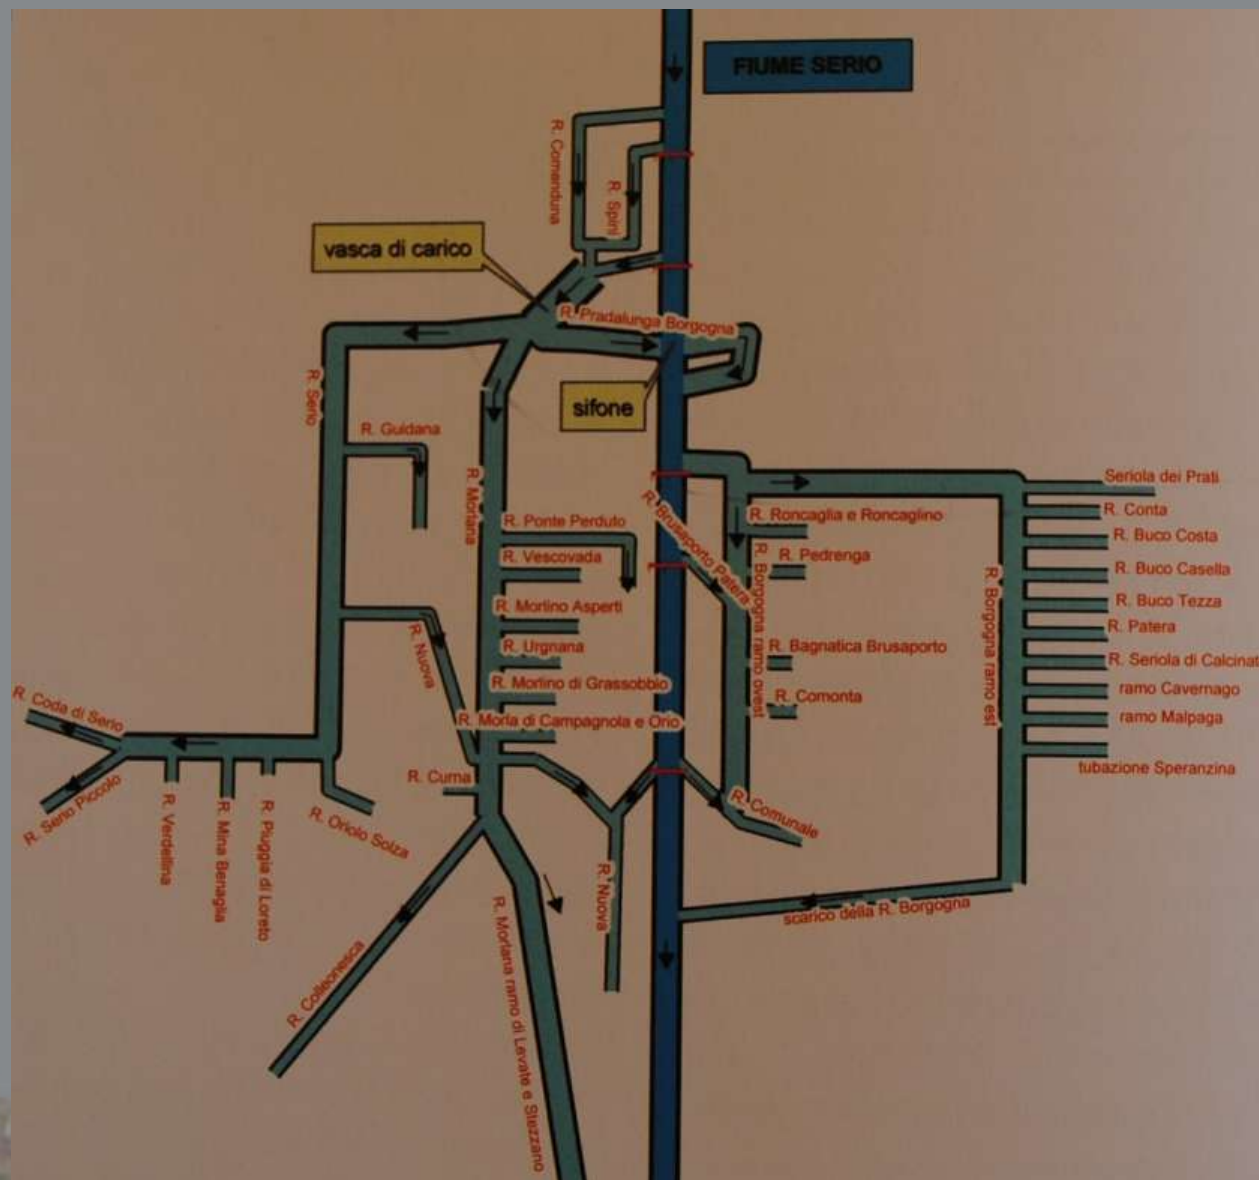 FIUME SERIO
R. Comenduna
R. Spini
vasca di carico
R. Pradalunga Borgogna
sifone
R. Serio
R. Guidana
R. Morlana
R. Ponte Perduto
R. Vescovada
R. Morlino Asperti
R. Urgnana
R. Morlino di Grassobbio
R. Morla di Campagnola e Orio
R. Nuova
R. Curna
R. Brusaporto Patera
R. Roncaglia e Roncaglino
R. Pedrenga
R. Borgogna ramo ovest
R. Bagnatica Brusaporto
R. Comonta
R. Comunale
R. Borgogna ramo est
Seriola dei Prati
R. Conta
R. Buco Costa
R. Buco Casella
R. Buco Tezza
R. Patera
R. Seriola di Calcinat
ramo Cavernago
ramo Malpaga
tubazione Speranzina
scarico della R. Borgogna
R. Coda di Serio
R. Serio Piccolo
R. Verdellina
R. Mina Benaglia
R. Piuggia di Loreto
R. Oriolo Solza
R. Colleonesca
R. Morlana ramo di Levate e Stezzano
R. Nuova